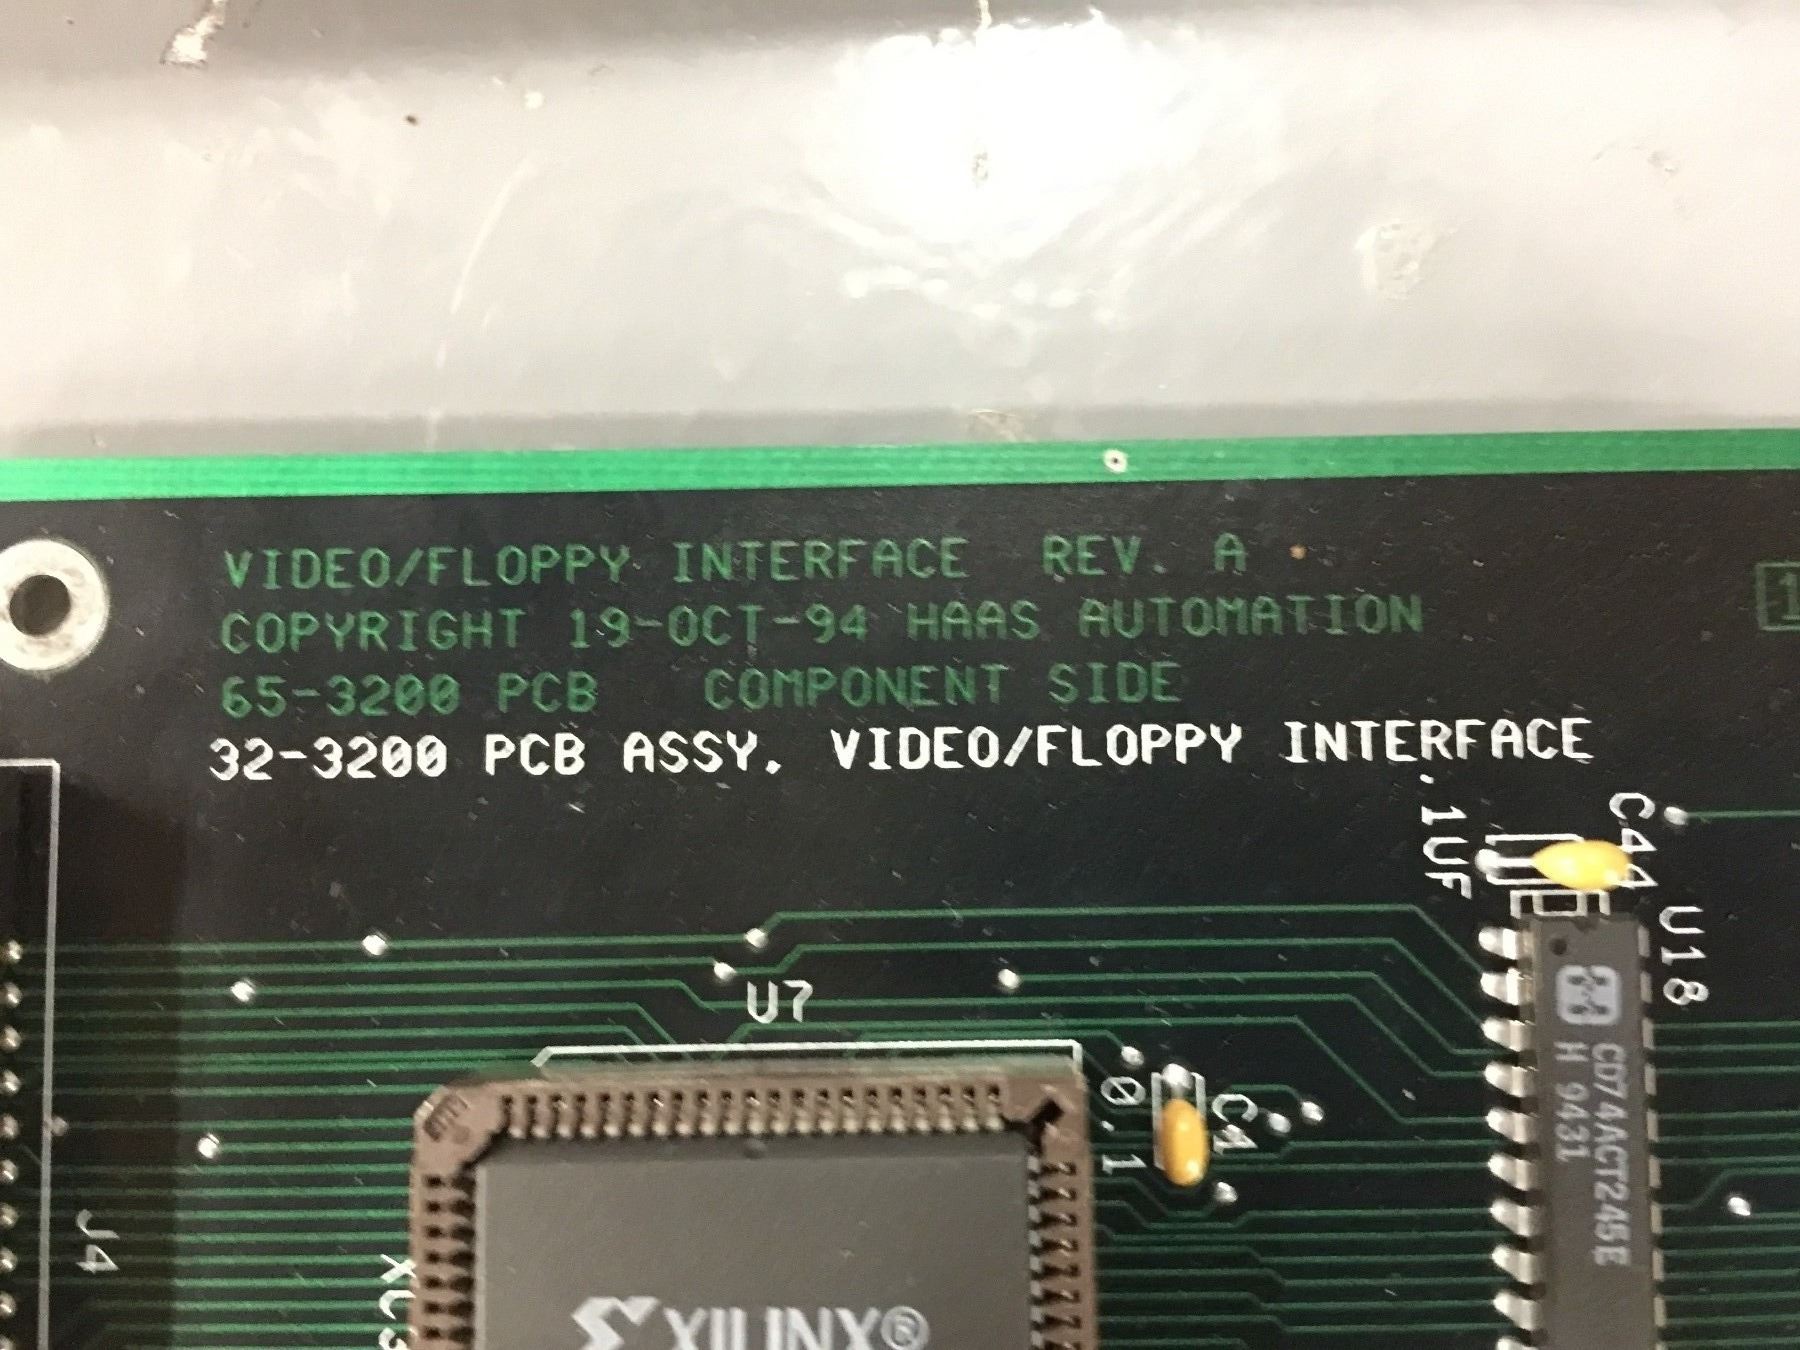 VIDEO/FLOPPY INTERFACE REV. A
COPYRIGHT 19-OCT-94 HAAS AUTOMATION
65-3200 PCB COMPONENT SIDE
32-3200 PCB ASSY. VIDEO/FLOPPY INTERFACE
1
.1UF
C44
U18
CD74ACT245E
H 9431
U7
0.1
C4
J4
XILINX®